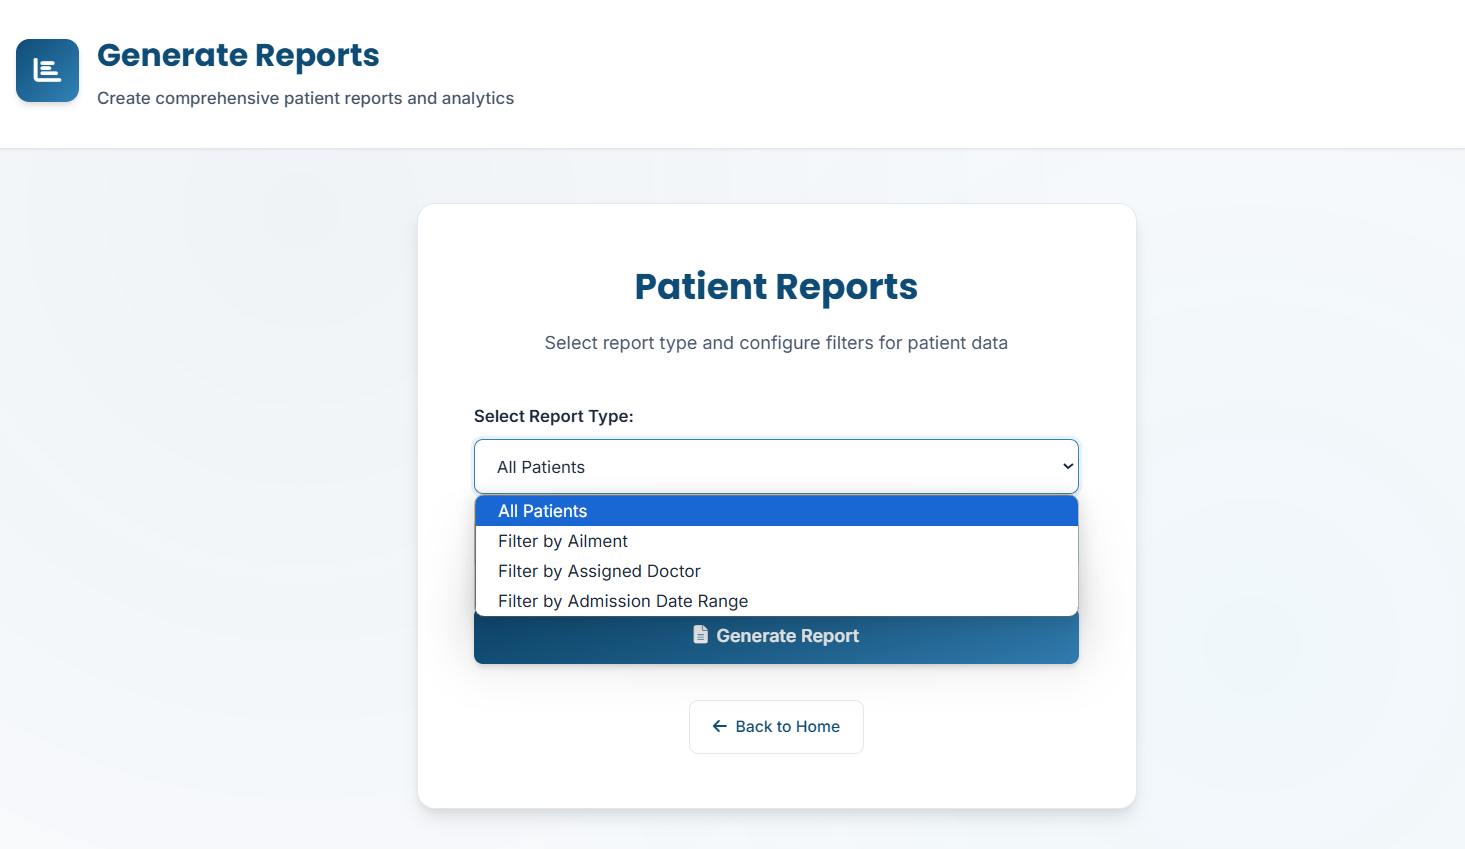 Generate Reports
Create comprehensive patient reports and analytics
Patient Reports
Select report type and configure filters for patient data
Select Report Type:
All Patients
All Patients
Filter by Ailment
Filter by Assigned Doctor
Filter by Admission Date Range
Generate Report
Back to Home